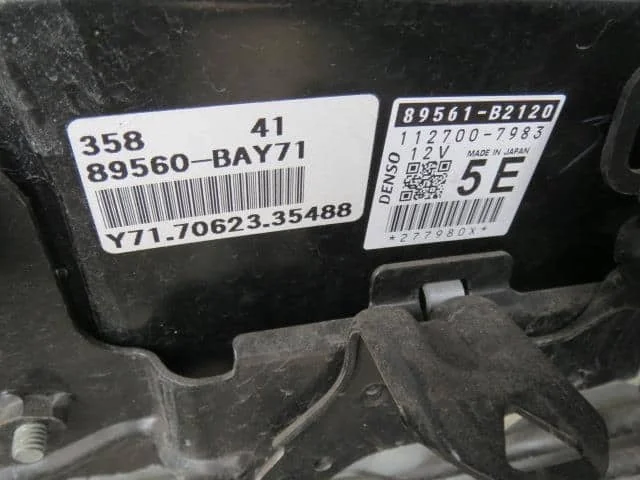 358 41
89560-BAY71
Y71.70623.35488
89561-B2120
112700-7983
DENSO
12V
MADE IN JAPAN
5E
*277980X*